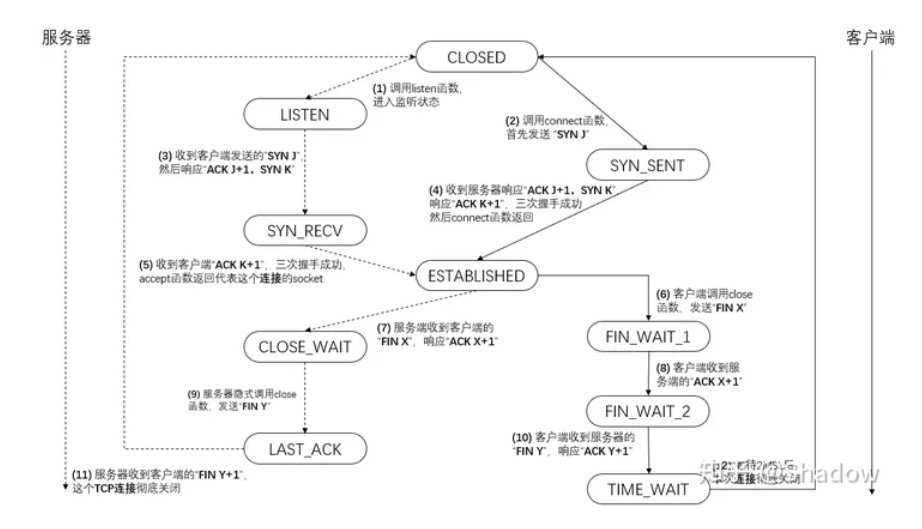 服务器
客户端
CLOSED
(1) 调用listen函数,
进入监听状态
LISTEN
(2) 调用connect函数,
首先发送 "SYN J"
(3) 收到客户端发送的"SYN J",
然后响应"ACK J+1，SYN K"
SYN_SENT
(4) 收到服务器响应"ACK J+1，SYN K"
响应"ACK K+1"，三次握手成功
然后connect函数返回
SYN_RECV
(5) 收到客户端"ACK K+1"，三次握手成功,
accept函数返回代表这个连接的socket
ESTABLISHED
(6) 客户端调用close
函数，发送"FIN X"
(7) 服务端收到客户端的
"FIN X"，响应"ACK X+1"
CLOSE_WAIT
FIN_WAIT_1
(8) 客户端收到服
务端的"ACK X+1"
(9) 服务器隐式调用close
函数，发送"FIN Y"
FIN_WAIT_2
(10) 客户端收到服务器的
"FIN Y"，响应"ACK Y+1"
LAST_ACK
(11) 服务器收到客户端的"FIN Y+1",
这个TCP连接彻底关闭
TIME_WAIT
连接彻底关闭
知乎 @Shadow